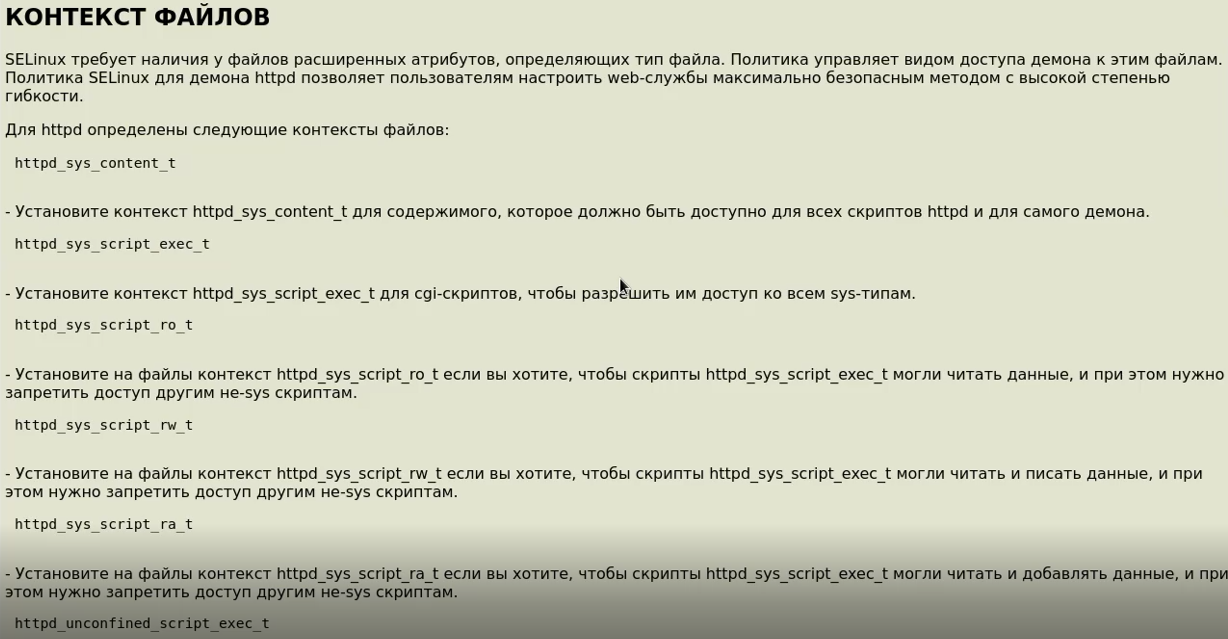 КОНТЕКСТ ФАЙЛОВ
SELinux требует наличия у файлов расширенных атрибутов, определяющих тип файла. Политика управляет видом доступа демона к этим файлам.
Политика SELinux для демона httpd позволяет пользователям настроить web-службы максимально безопасным методом с высокой степенью
гибкости.
Для httpd определены следующие контексты файлов:
httpd_sys_content_t
- Установите контекст httpd_sys_content_t для содержимого, которое должно быть доступно для всех скриптов httpd и для самого демона.
httpd_sys_script_exec_t
- Установите контекст httpd_sys_script_exec_t для cgi-скриптов, чтобы разрешить им доступ ко всем sys-типам.
httpd_sys_script_ro_t
- Установите на файлы контекст httpd_sys_script_ro_t если вы хотите, чтобы скрипты httpd_sys_script_exec_t могли читать данные, и при этом нужно
запретить доступ другим не-sys скриптам.
httpd_sys_script_rw_t
- Установите на файлы контекст httpd_sys_script_rw_t если вы хотите, чтобы скрипты httpd_sys_script_exec_t могли читать и писать данные, и при
этом нужно запретить доступ другим не-sys скриптам.
httpd_sys_script_ra_t
- Установите на файлы контекст httpd_sys_script_ra_t если вы хотите, чтобы скрипты httpd_sys_script_exec_t могли читать и добавлять данные, и при
этом нужно запретить доступ другим не-sys скриптам.
httpd_unconfined_script_exec_t